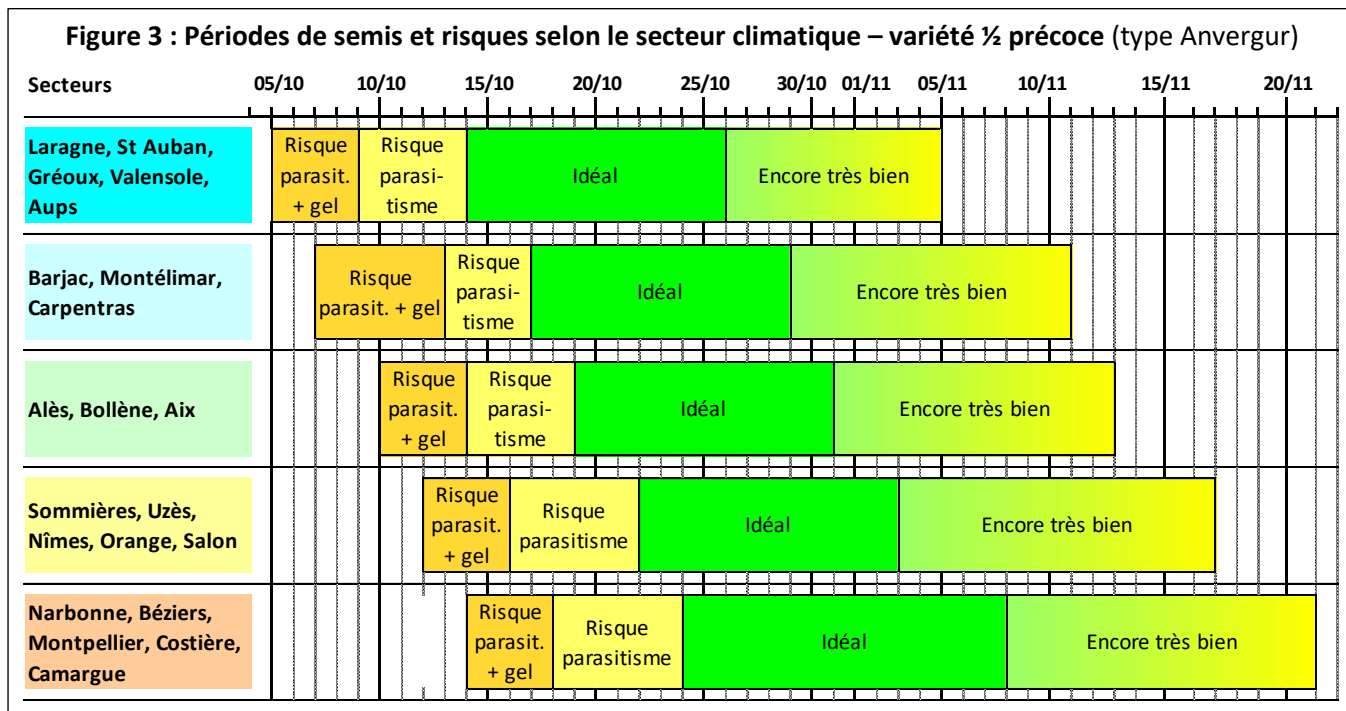 Figure 3 : Périodes de semis et risques selon le secteur climatique – variété ½ précoce (type Anvergur)
Secteurs 05/10 10/10 15/10 20/10 25/10 30/10 01/11 05/11 10/11 15/11 20/11
Laragne, St Auban,
Gréoux, Valensole,
Aups
Risque
parasit.
+ gel
Risque
parasi-
tisme
Idéal
Encore très bien
Barjac, Montélimar,
Carpentras
Risque
parasit. + gel
Risque
parasi-
tisme
Idéal
Encore très bien
Alès, Bollène, Aix
Risque
parasit.
+ gel
Risque
parasi-
tisme
Idéal
Encore très bien
Sommières, Uzès,
Nîmes, Orange, Salon
Risque
parasit.
+ gel
Risque
parasitisme
Idéal
Encore très bien
Narbonne, Béziers,
Montpellier, Costière,
Camargue
Risque
parasit.
+ gel
Risque
parasitisme
Idéal
Encore très bien